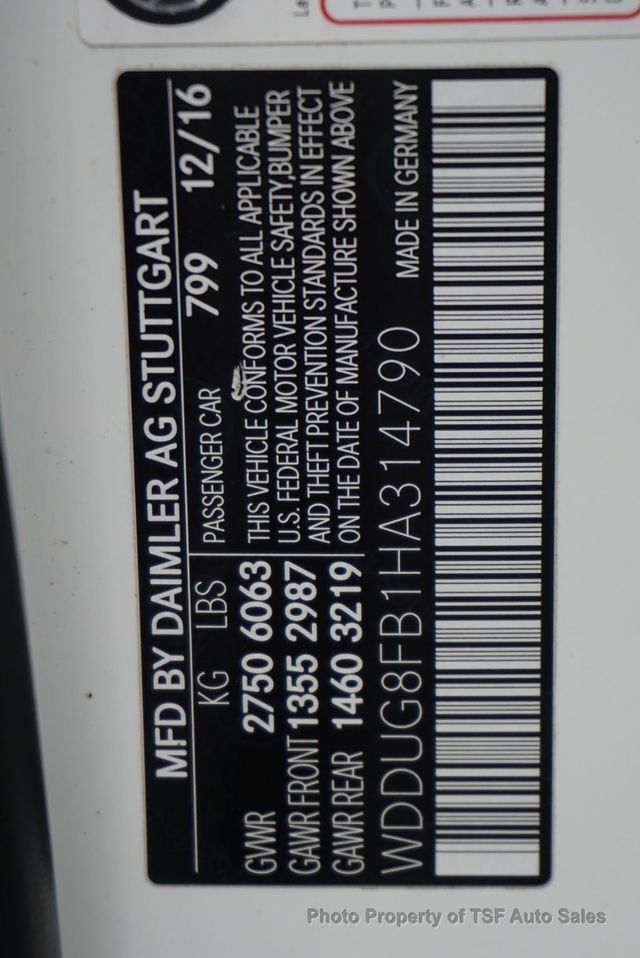 MFD BY DAIMLER AG STUTTGART
KG LBS PASSENGER CAR 799 12/16
GVWR 2750 6063 THIS VEHICLE CONFORMS TO ALL APPLICABLE
U.S. FEDERAL MOTOR VEHICLE SAFETY,BUMPER
GAWR FRONT 1355 2987 AND THEFT PREVENTION STANDARDS IN EFFECT
GAWR REAR 1460 3219 ON THE DATE OF MANUFACTURE SHOWN ABOVE
WDDUG8FB1HA314790 MADE IN GERMANY
Photo Property of TSF Auto Sales